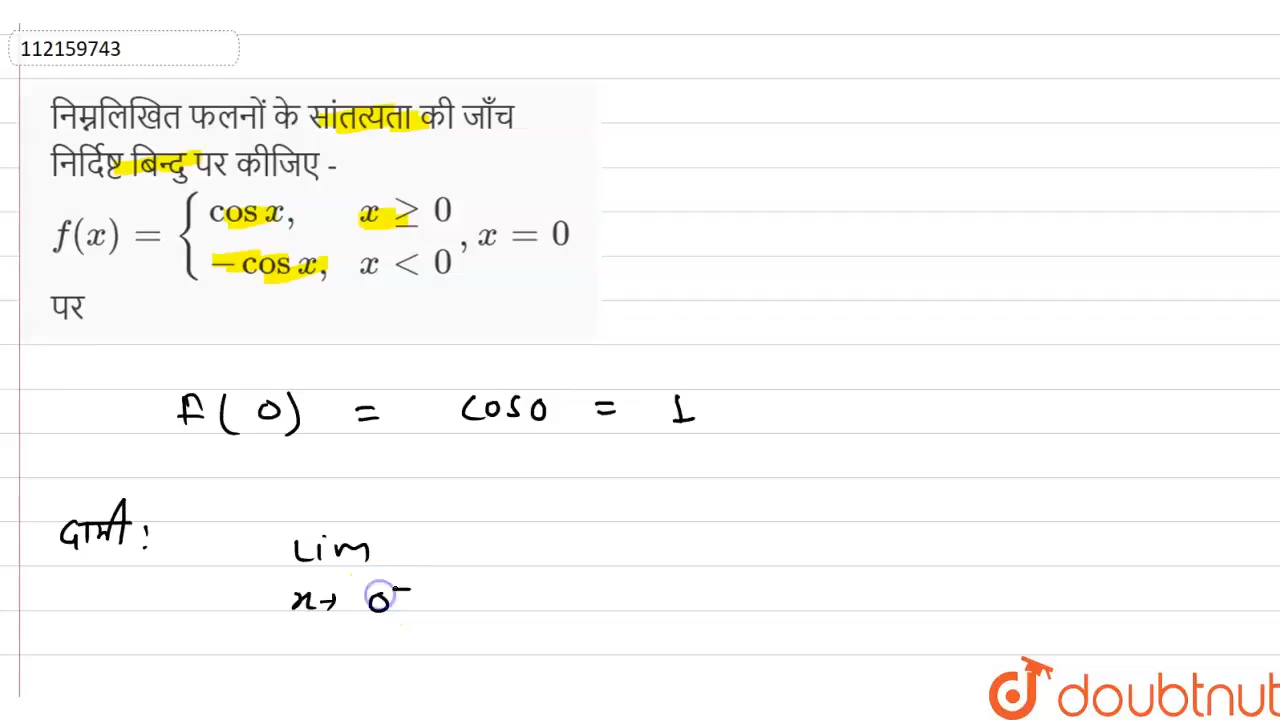 112159743
निम्नलिखित फलनों के सांतत्यता की जाँच
निर्दिष्ट बिन्दु पर कीजिए -
f(x) = { cos x, x ≥ 0
-cos x, x < 0 , x = 0
पर
f(0) = cos0 = 1
Lim
x→ 0⁻
doubtnut